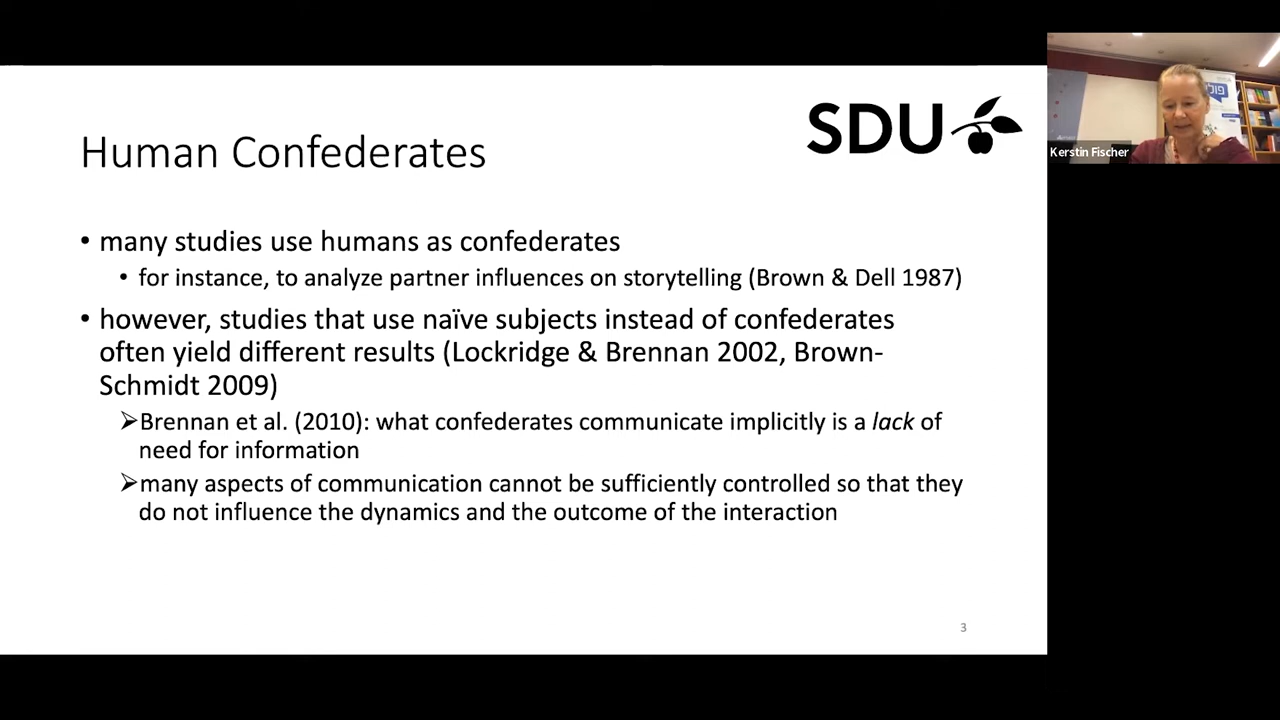 Human Confederates
SDU
• many studies use humans as confederates
• for instance, to analyze partner influences on storytelling (Brown & Dell 1987)
• however, studies that use naïve subjects instead of confederates
often yield different results (Lockridge & Brennan 2002, Brown-
Schmidt 2009)
➢Brennan et al. (2010): what confederates communicate implicitly is a lack of
need for information
➢many aspects of communication cannot be sufficiently controlled so that they
do not influence the dynamics and the outcome of the interaction
3
Kerstin Fischer